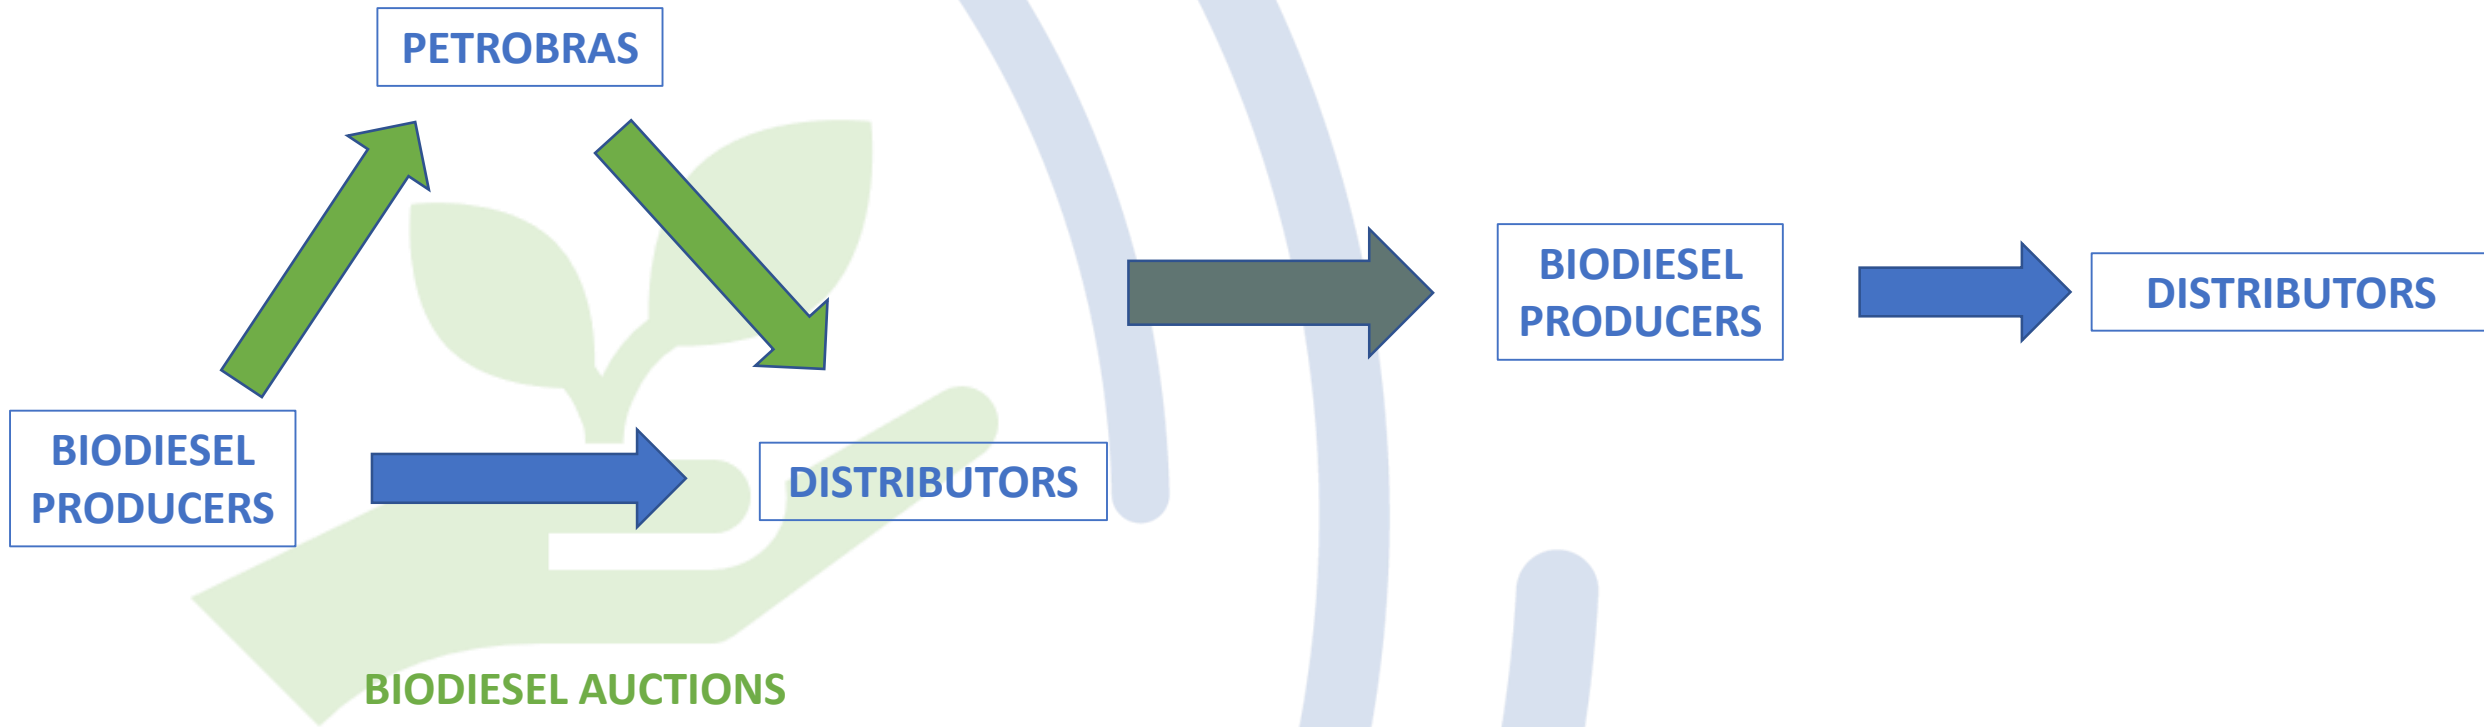 PETROBRAS
BIODIESEL
PRODUCERS
DISTRIBUTORS
BIODIESEL AUCTIONS
BIODIESEL
PRODUCERS
DISTRIBUTORS